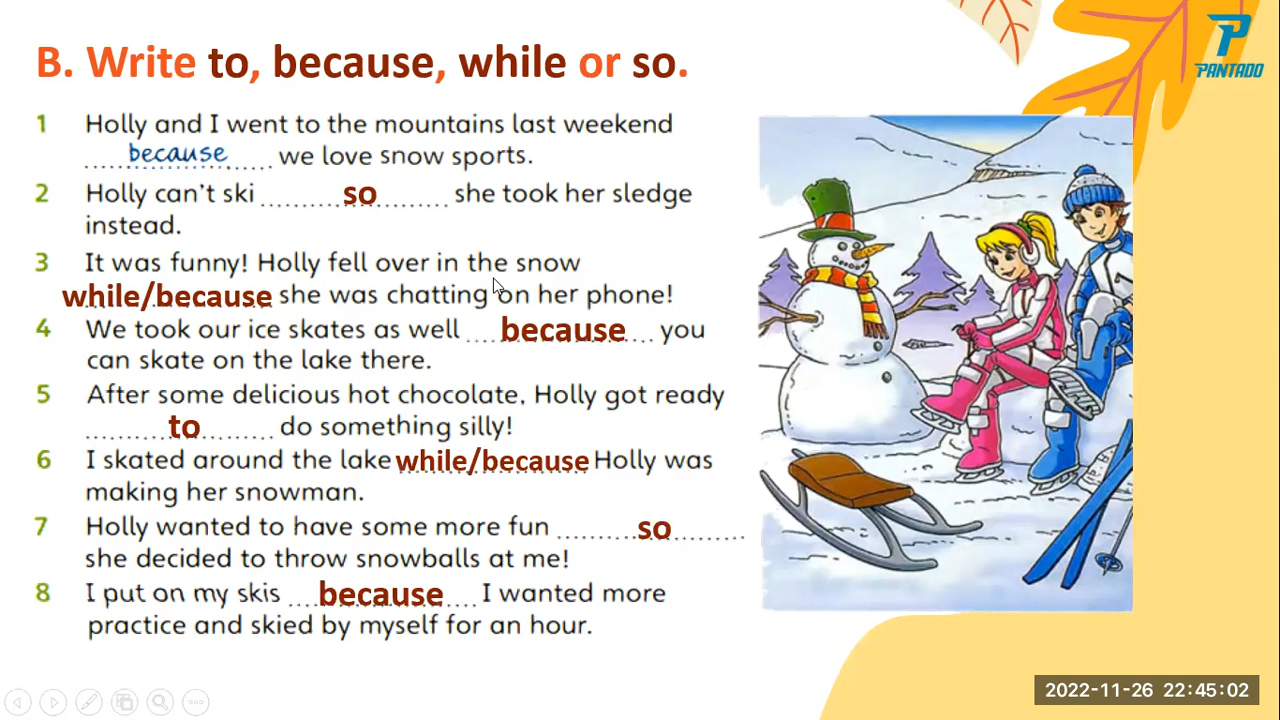 B. Write to, because, while or so.
PANTADO
1 Holly and I went to the mountains last weekend
because we love snow sports.
2 Holly can't ski so she took her sledge
instead.
3 It was funny! Holly fell over in the snow
while/because she was chatting on her phone!
4 We took our ice skates as well because you
can skate on the lake there.
5 After some delicious hot chocolate, Holly got ready
to do something silly!
6 I skated around the lake while/because Holly was
making her snowman.
7 Holly wanted to have some more fun so
she decided to throw snowballs at me!
8 I put on my skis because I wanted more
practice and skied by myself for an hour.
2022-11-26 22:45:02